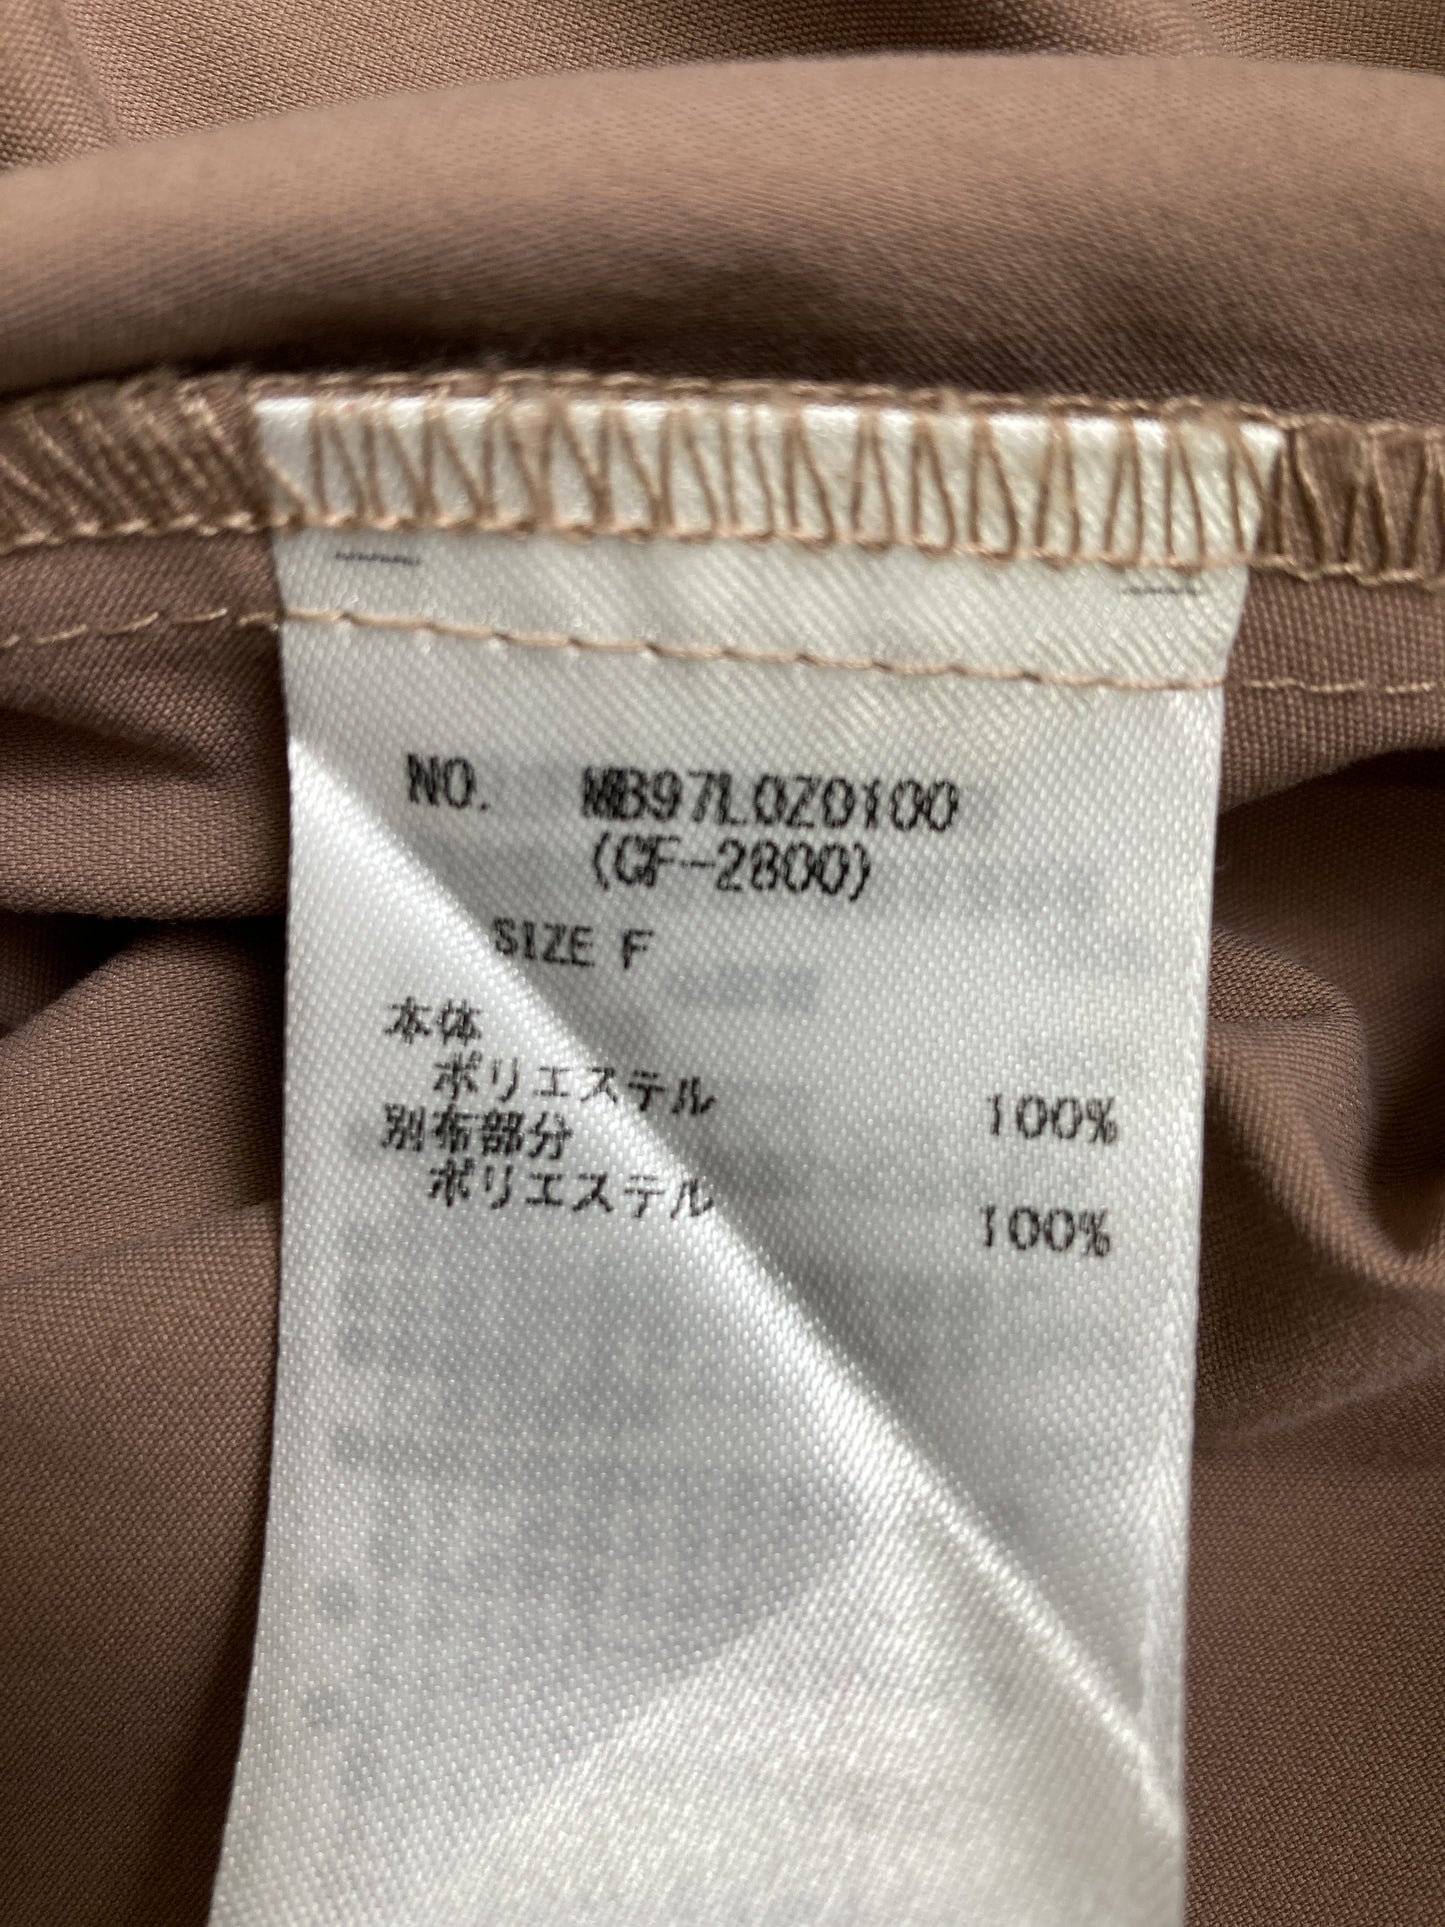 NO. MB97L0Z0100
(CF-2800)
SIZE F
本体
ポリエステル 100%
別布部分
ポリエステル 100%